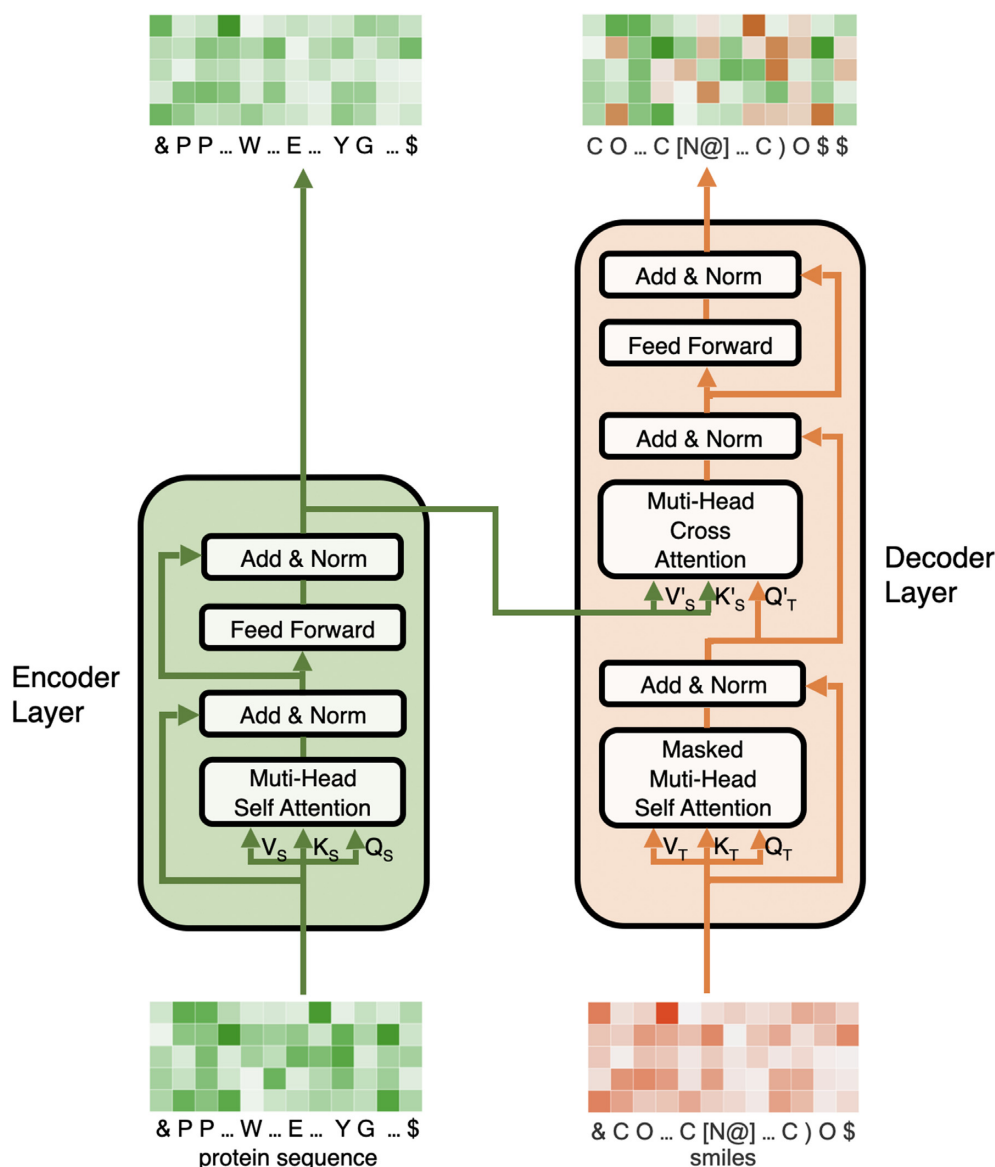 & P P ... W ... E ... Y G ... $
C O ... C [N@] ... C ) O $ $
Add & Norm
Feed Forward
Add & Norm
Muti-Head
Cross
Attention
V'S K'S Q'T
Add & Norm
Masked
Muti-Head
Self Attention
VT KT QT
Decoder
Layer
Add & Norm
Feed Forward
Add & Norm
Muti-Head
Self Attention
VS KS QS
Encoder
Layer
& P P ... W ... E ... Y G ... $
protein sequence
& C O ... C [N@] ... C ) O $
smiles